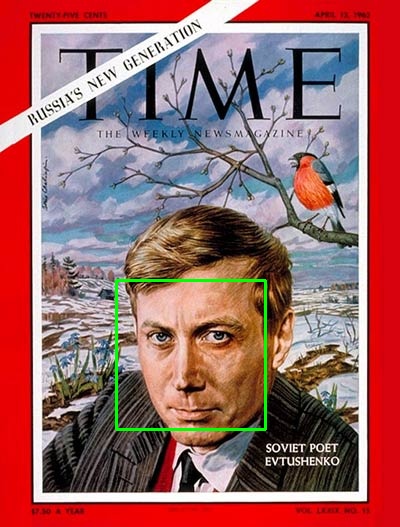 TWENTY-FIVE CENTS
APRIL 13, 1962
RUSSIA'S NEW GENERATION
TIME
THE WEEKLY NEWSMAGAZINE
SOVIET POET
EVTUSHENKO
$7.50 A YEAR
VOL. LXXIX NO. 15